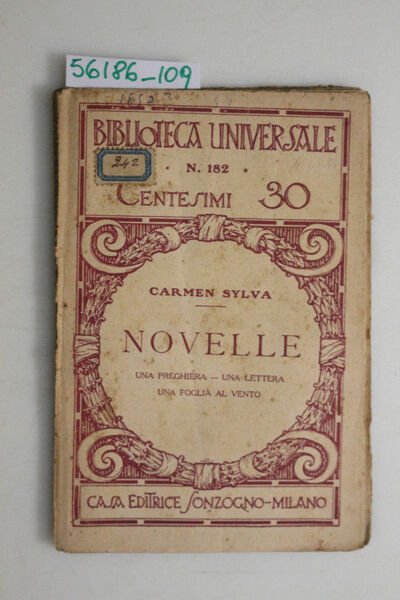 56186_109
BIBLIOTECA UNIVERSALE
242
N. 182
CENTESIMI 30
CARMEN SYLVA
NOVELLE
UNA PREGHIERA — UNA LETTERA
UNA FOGLIA AL VENTO
CASA EDITRICE SONZOGNO-MILANO